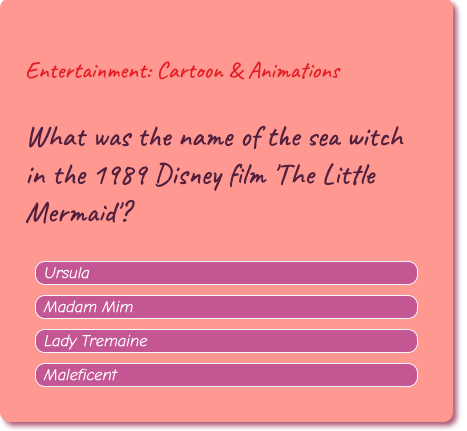 Entertainment: Cartoon & Animations
What was the name of the sea witch
in the 1989 Disney film 'The Little
Mermaid'?
Ursula
Madam Mim
Lady Tremaine
Maleficent